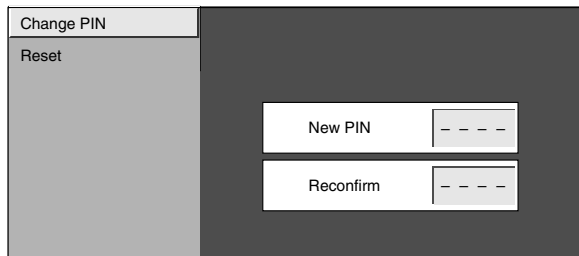 Change PIN
Reset
New PIN – – – –
Reconfirm – – – –